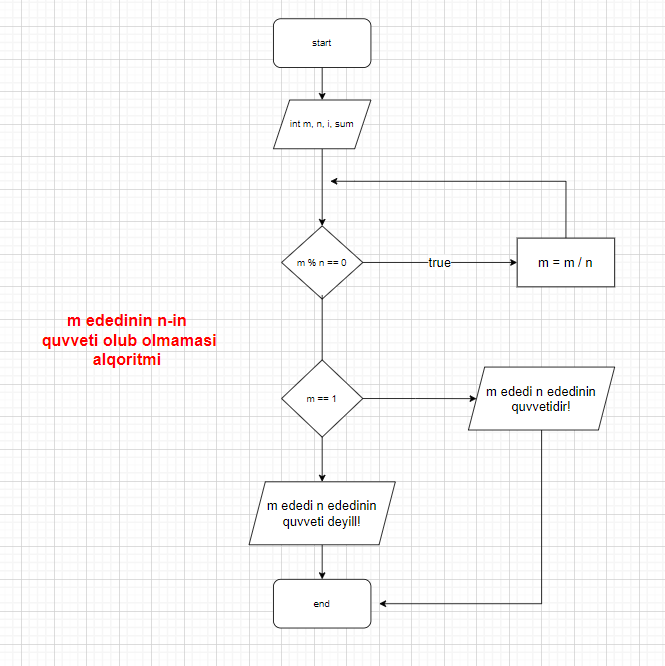 start
int m, n, i, sum
m % n == 0
true
m = m / n
m ededinin n-in
quvveti olub olmamasi
alqoritmi
m == 1
m ededi n ededinin
quvvetidir!
m ededi n ededinin
quvveti deyill!
end